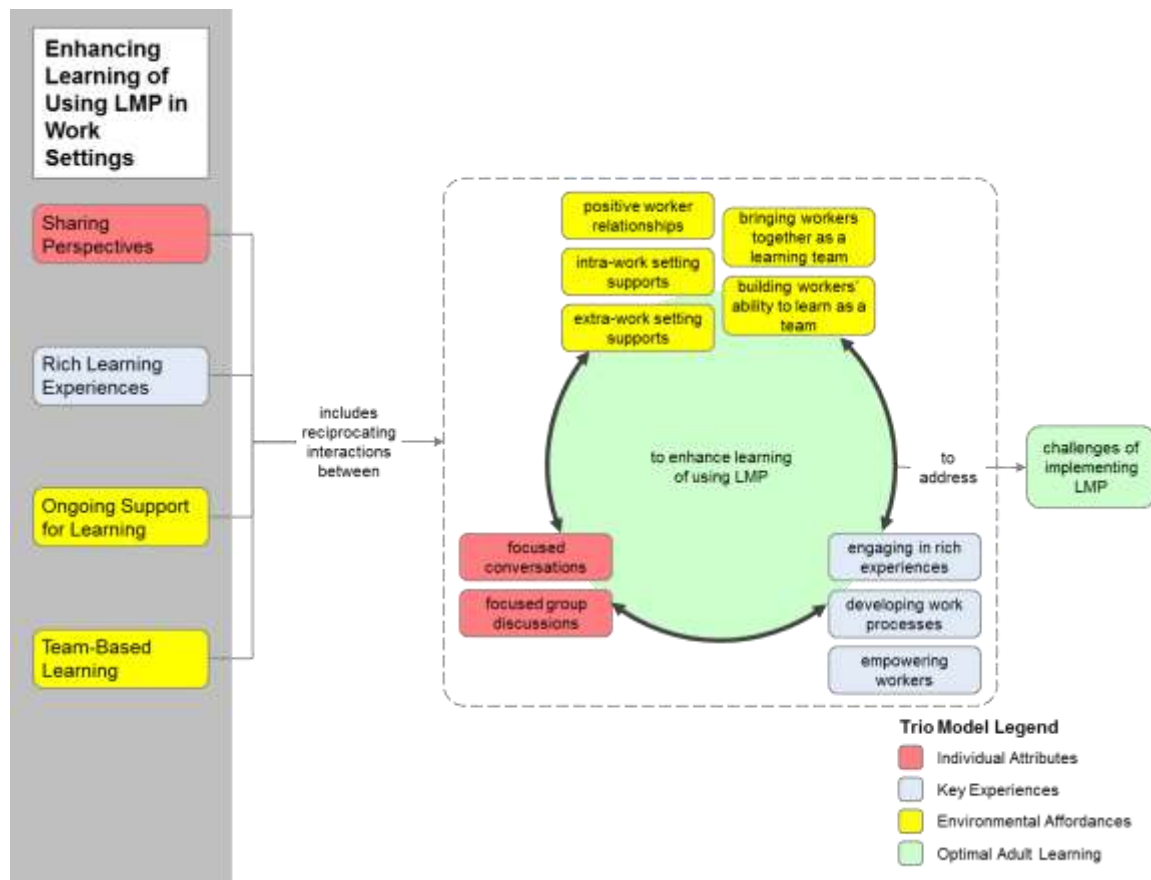 Enhancing
Learning of
Using LMP in
Work
Settings
Sharing
Perspectives
Rich Learning
Experiences
Ongoing Support
for Learning
Team-Based
Learning
includes
reciprocating
interactions
between
positive worker
relationships
intra-work setting
supports
extra-work setting
supports
bringing workers
together as a
learning team
building workers'
ability to learn as a
team
to enhance learning
of using LMP
focused
conversations
focused group
discussions
engaging in rich
experiences
developing work
processes
empowering
workers
to
address
challenges of
implementing
LMP
Trio Model Legend
Individual Attributes
Key Experiences
Environmental Affordances
Optimal Adult Learning